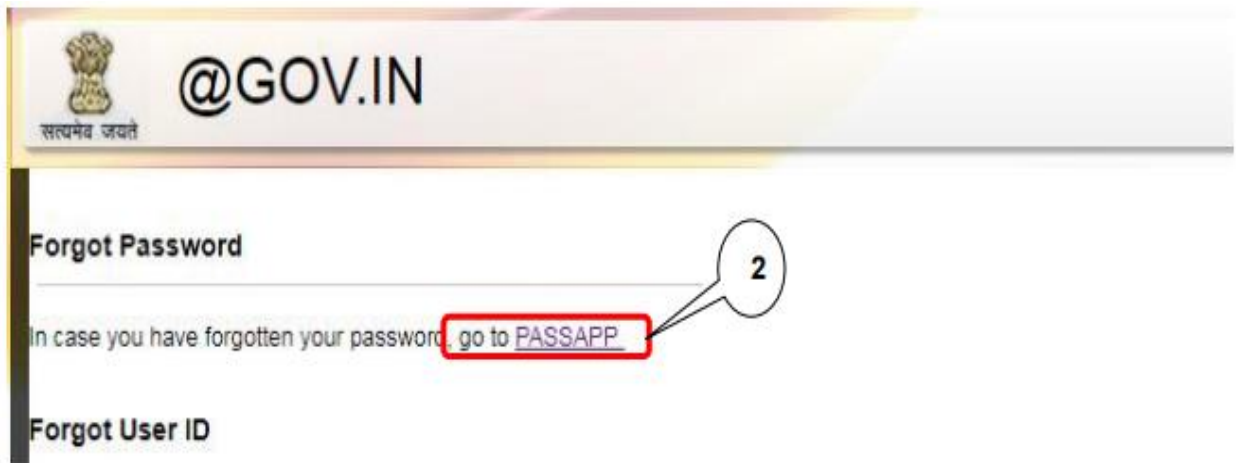 @GOV.IN
सत्यमेव जयते
Forgot Password
2
In case you have forgotten your password, go to PASSAPP
Forgot User ID